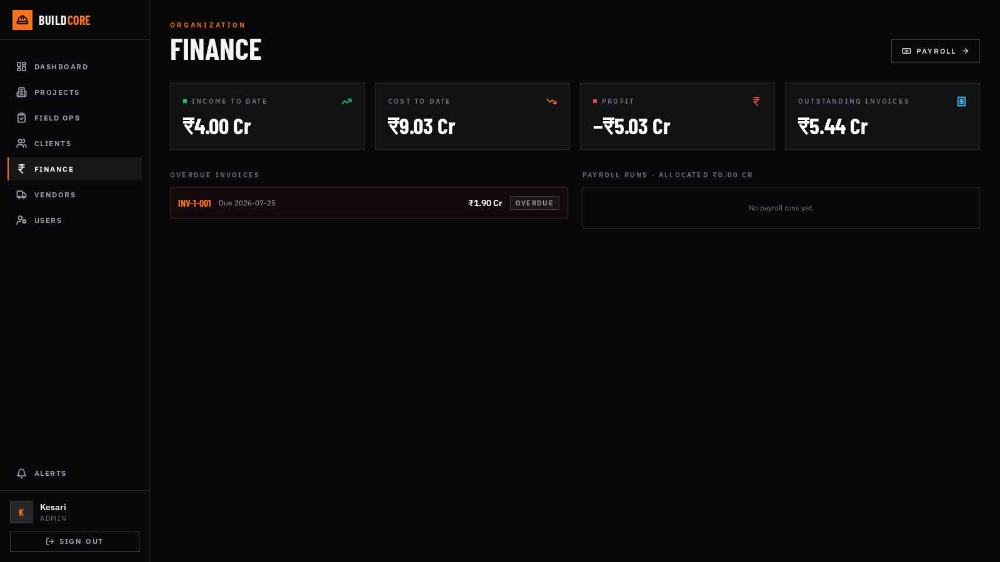 BUILDCORE
DASHBOARD
PROJECTS
FIELD OPS
CLIENTS
FINANCE
VENDORS
USERS
ALERTS
K
Kesari
ADMIN
SIGN OUT
ORGANIZATION
FINANCE
PAYROLL
INCOME TO DATE
₹4.00 Cr
COST TO DATE
₹9.03 Cr
PROFIT
−₹5.03 Cr
OUTSTANDING INVOICES
₹5.44 Cr
OVERDUE INVOICES
INV-1-001 Due 2026-07-25 ₹1.90 Cr OVERDUE
PAYROLL RUNS · ALLOCATED ₹0.00 CR
No payroll runs yet.